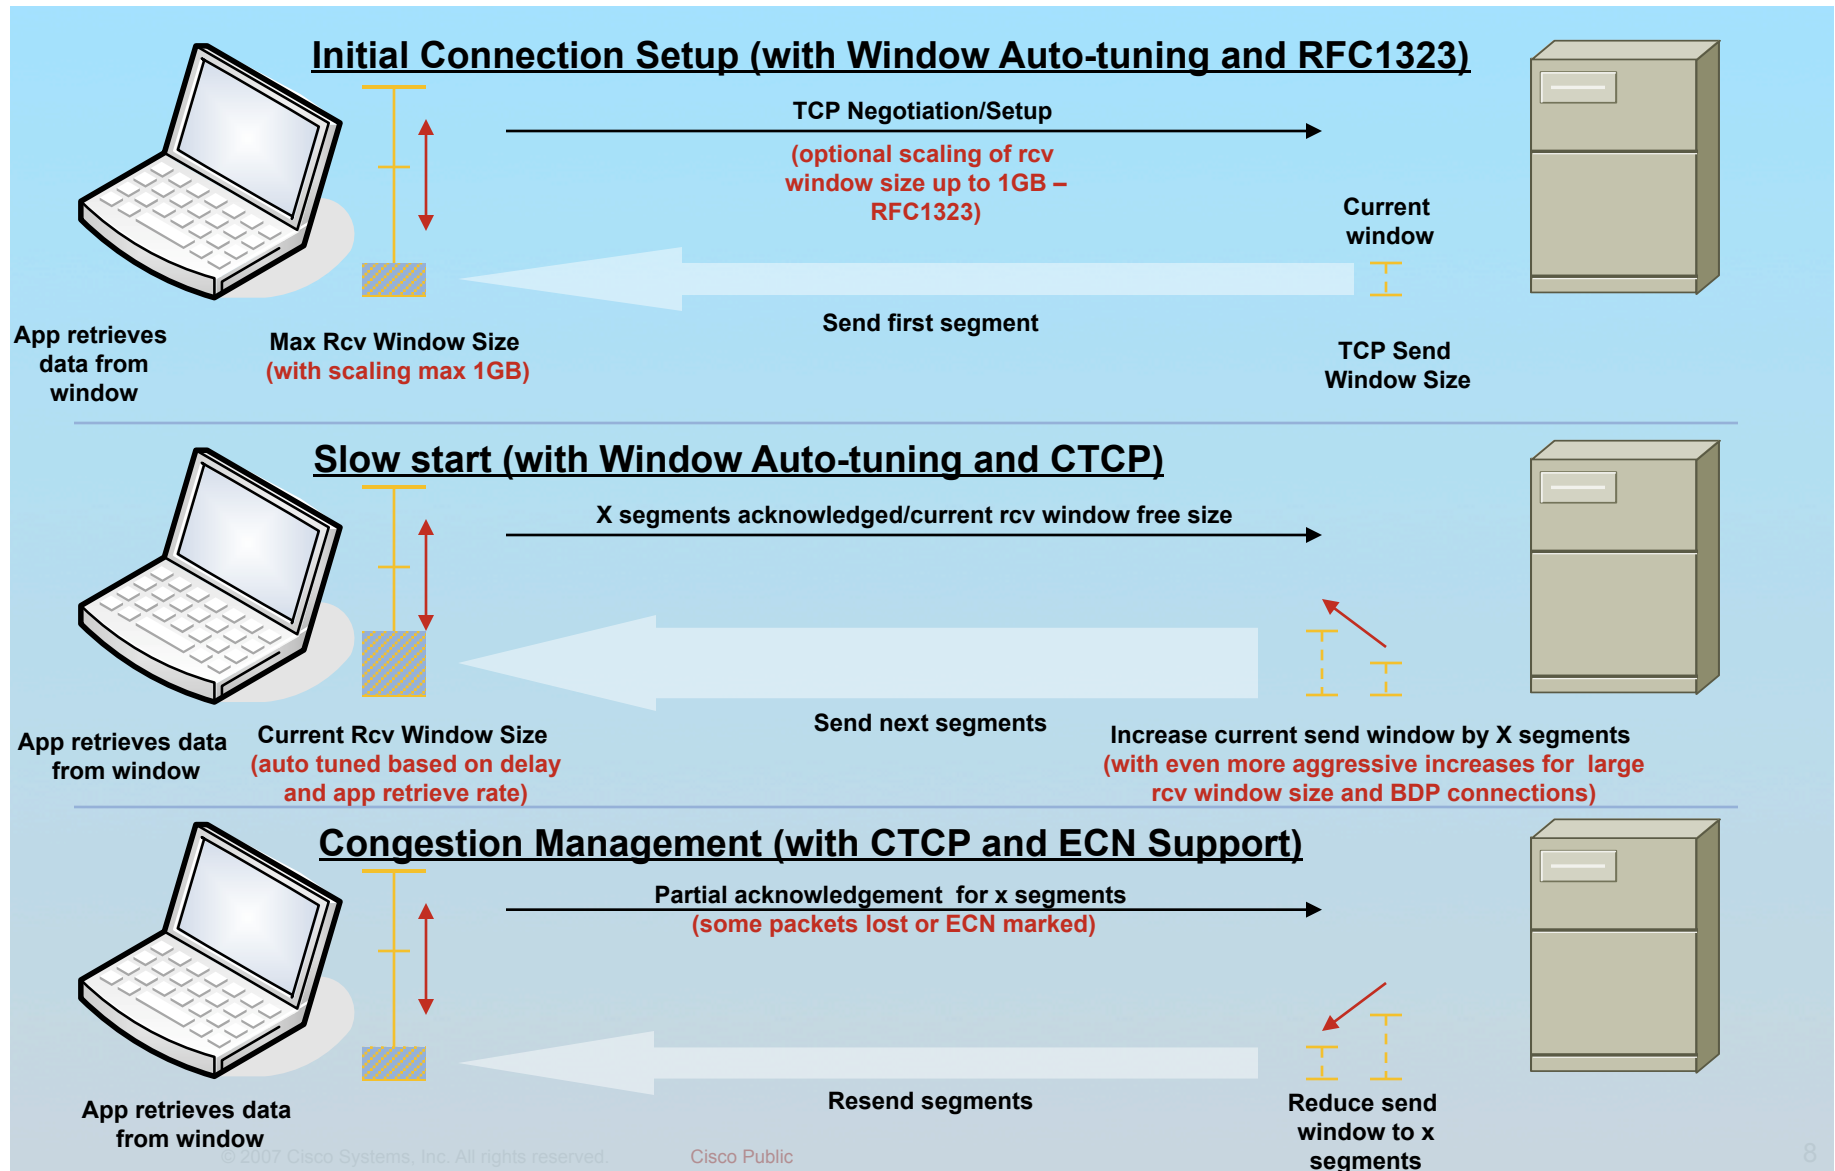 Initial Connection Setup (with Window Auto-tuning and RFC1323)
TCP Negotiation/Setup
(optional scaling of rcv
window size up to 1GB –
RFC1323)
Current
window
Send first segment
App retrieves
data from
window
Max Rcv Window Size
(with scaling max 1GB)
TCP Send
Window Size
Slow start (with Window Auto-tuning and CTCP)
X segments acknowledged/current rcv window free size
Send next segments
App retrieves data
from window
Current Rcv Window Size
(auto tuned based on delay
and app retrieve rate)
Increase current send window by X segments
(with even more aggressive increases for large
rcv window size and BDP connections)
Congestion Management (with CTCP and ECN Support)
Partial acknowledgement for x segments
(some packets lost or ECN marked)
Resend segments
App retrieves data
from window
Reduce send
window to x
segments
© 2007 Cisco Systems, Inc. All rights reserved.
Cisco Public
8